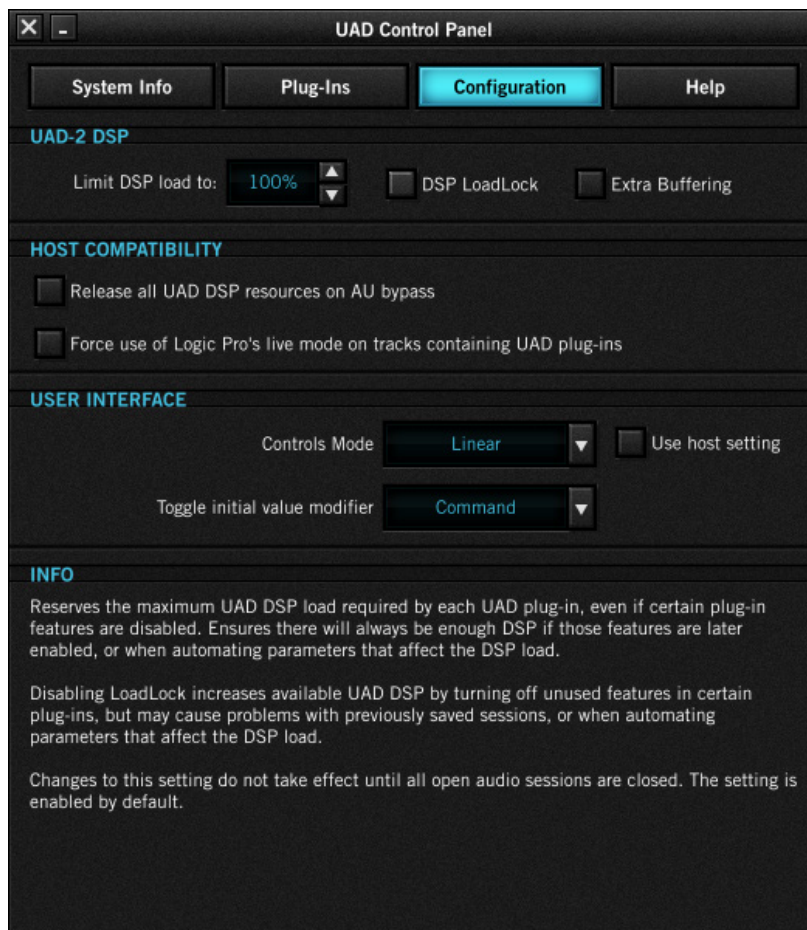 UAD Control Panel
System Info Plug-Ins Configuration Help
UAD-2 DSP
Limit DSP load to: 100% DSP LoadLock Extra Buffering
HOST COMPATIBILITY
Release all UAD DSP resources on AU bypass
Force use of Logic Pro's live mode on tracks containing UAD plug-ins
USER INTERFACE
Controls Mode Linear Use host setting
Toggle initial value modifier Command
INFO
Reserves the maximum UAD DSP load required by each UAD plug-in, even if certain plug-in
features are disabled. Ensures there will always be enough DSP if those features are later
enabled, or when automating parameters that affect the DSP load.
Disabling LoadLock increases available UAD DSP by turning off unused features in certain
plug-ins, but may cause problems with previously saved sessions, or when automating
parameters that affect the DSP load.
Changes to this setting do not take effect until all open audio sessions are closed. The setting is
enabled by default.